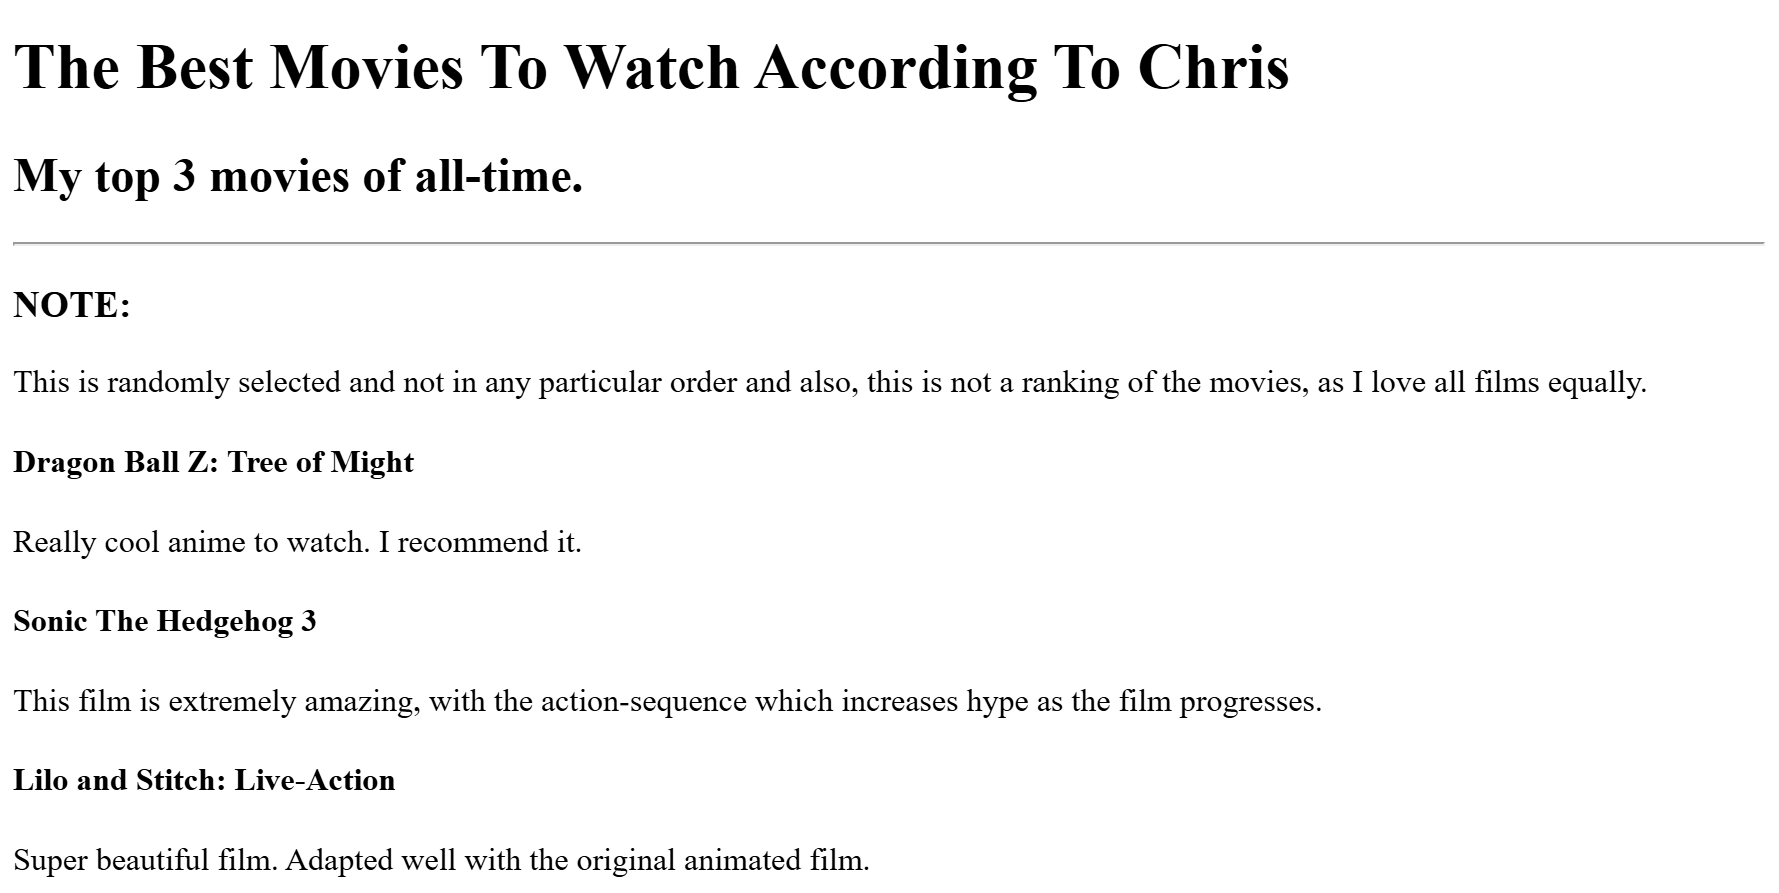 The Best Movies To Watch According To Chris
My top 3 movies of all-time.
NOTE:
This is randomly selected and not in any particular order and also, this is not a ranking of the movies, as I love all films equally.
Dragon Ball Z: Tree of Might
Really cool anime to watch. I recommend it.
Sonic The Hedgehog 3
This film is extremely amazing, with the action-sequence which increases hype as the film progresses.
Lilo and Stitch: Live-Action
Super beautiful film. Adapted well with the original animated film.